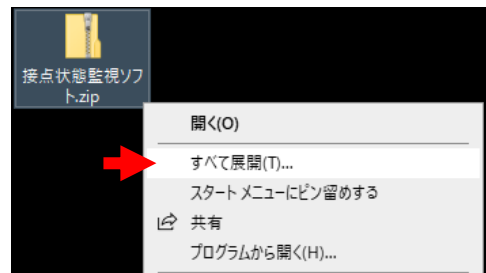 接点状態監視ソフ
ト.zip
開く(O)
すべて展開(T)...
スタート メニューにピン留めする
共有
プログラムから開く(H)...